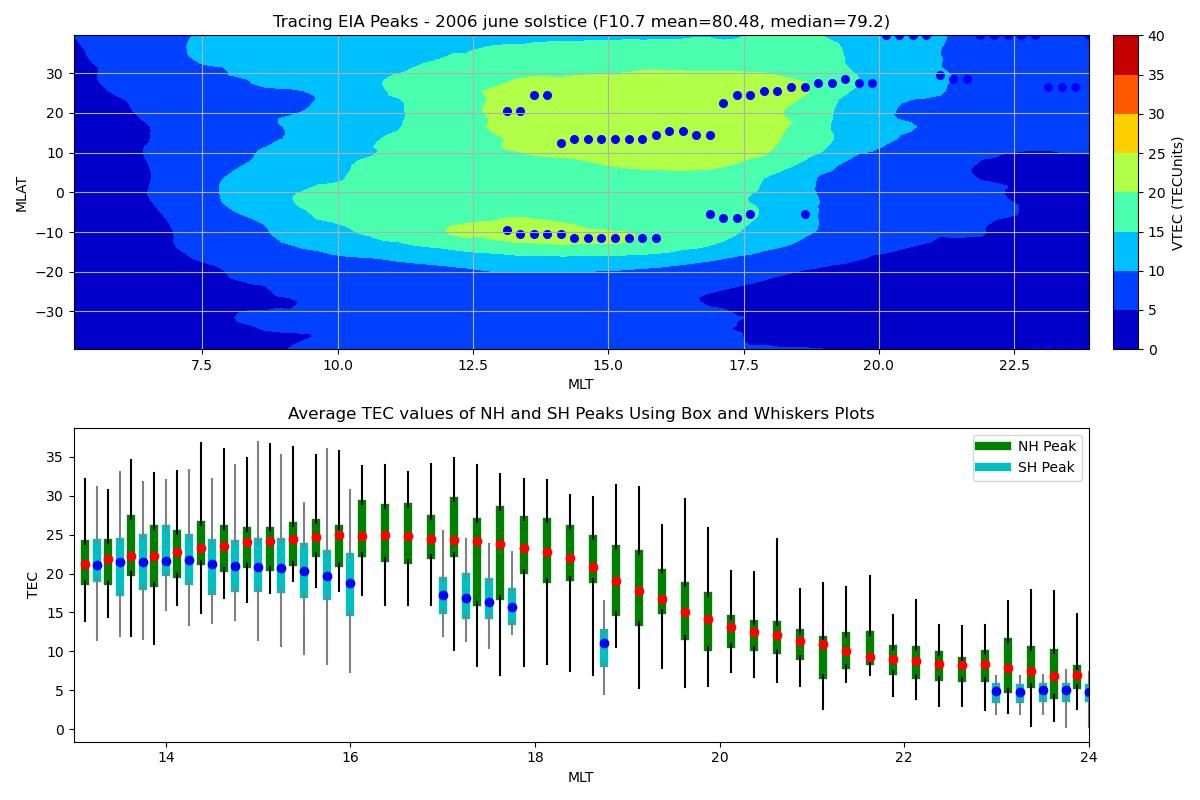 Tracing EIA Peaks - 2006 june solstice (F10.7 mean=80.48, median=79.2)
MLAT
30
20
10
0
−10
−20
−30
7.5 10.0 12.5 15.0 17.5 20.0 22.5
MLT
40
35
30
25
20
15
10
5
0
VTEC (TECUnits)
Average TEC values of NH and SH Peaks Using Box and Whiskers Plots
NH Peak
SH Peak
TEC
35
30
25
20
15
10
5
0
14 16 18 20 22 24
MLT